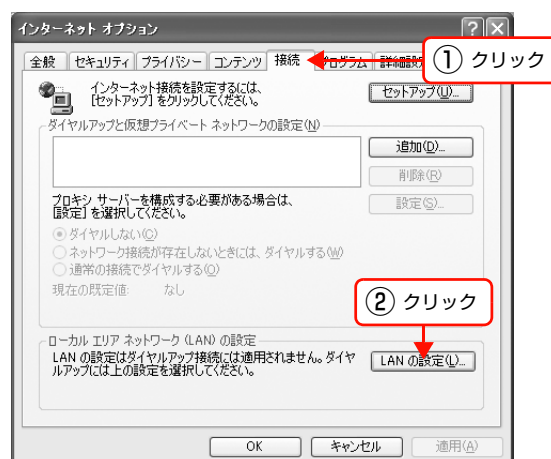 インターネット オプション
全般 セキュリティ プライバシー コンテンツ 接続 プログラム
① クリック
インターネット接続を設定するには、
[セットアップ] をクリックしてください。
セットアップ(U)...
ダイヤルアップと仮想プライベート ネットワークの設定(N)
追加(D)...
削除(R)
プロキシ サーバーを構成する必要がある場合は、
[設定] を選択してください。
設定(S)...
ダイヤルしない(C)
ネットワーク接続が存在しないときには、ダイヤルする(W)
通常の接続でダイヤルする(O)
現在の既定値: なし
② クリック
ローカル エリア ネットワーク (LAN) の設定
LAN の設定はダイヤルアップ接続には適用されません。ダイヤ
ルアップには上の設定を選択してください。
LAN の設定(L)...
OK キャンセル 適用(A)